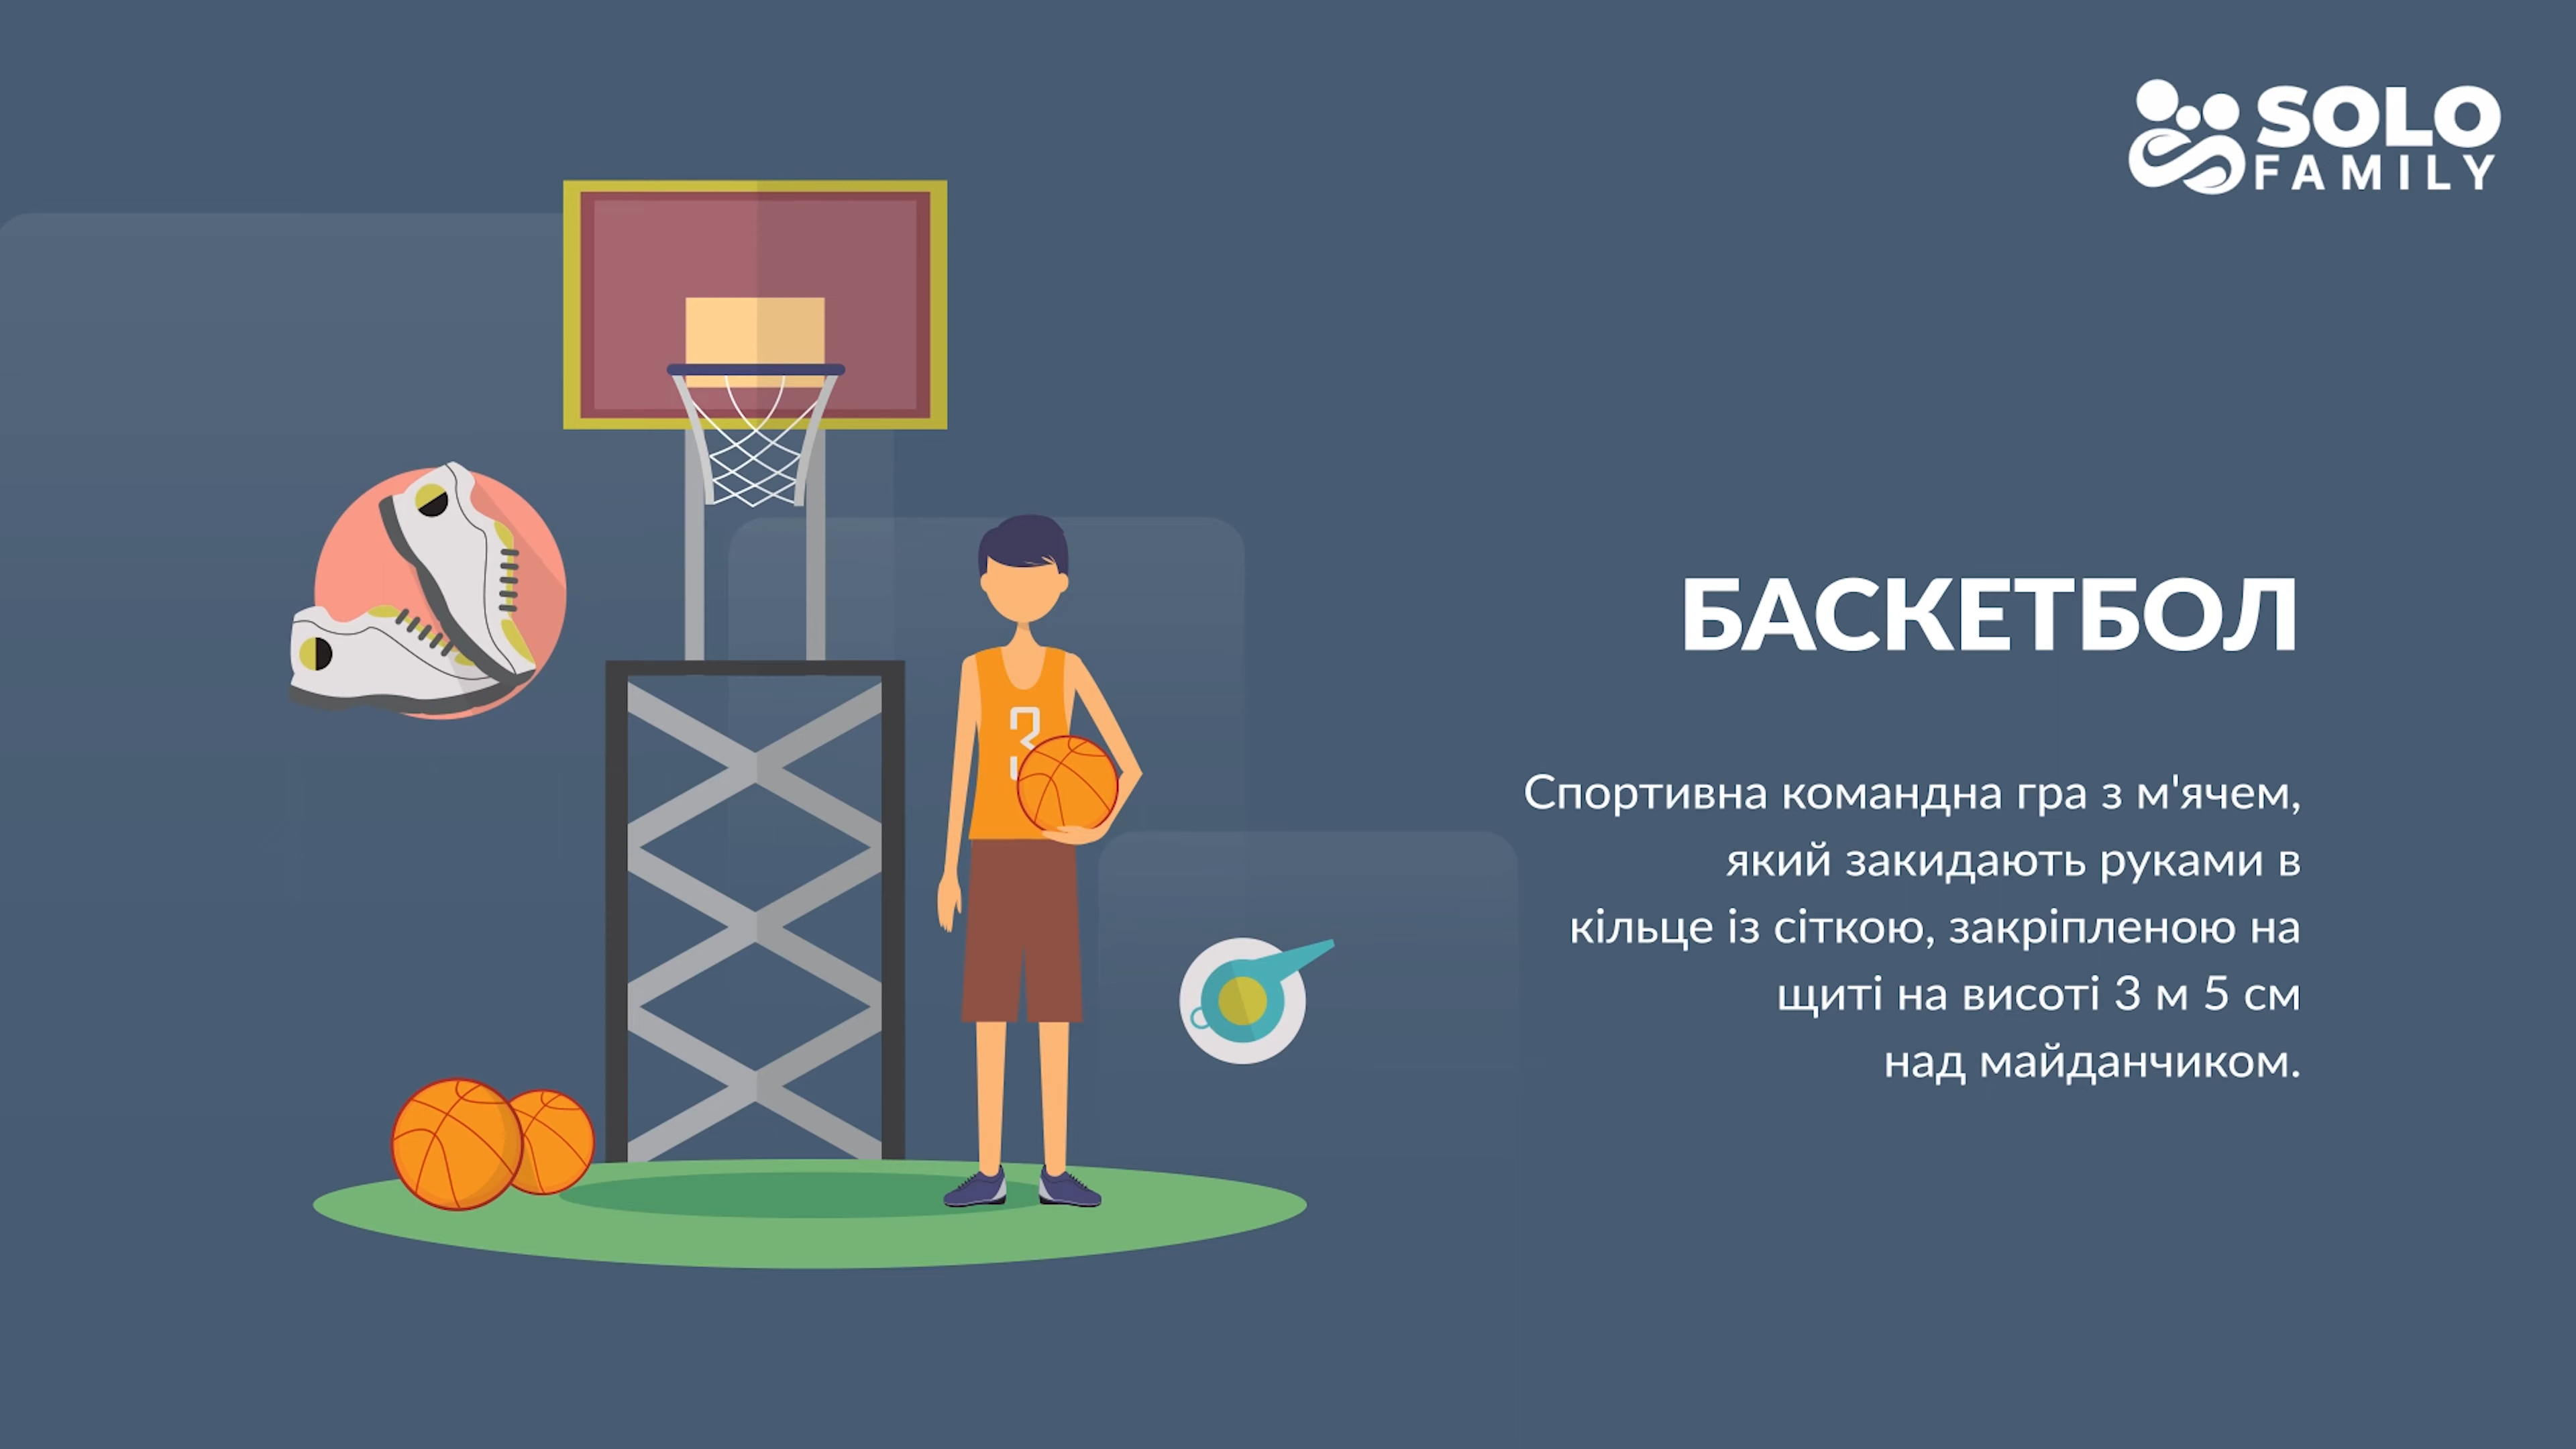 SOLO
FAMILY
БАСКЕТБОЛ
Спортивна командна гра з м'ячем,
який закидають руками в
кільце із сіткою, закріпленою на
щиті на висоті 3 м 5 см
над майданчиком.
3